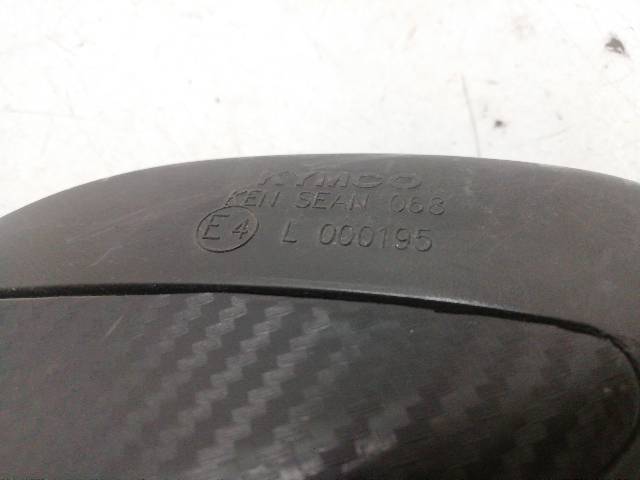 KYMCO
KEN SEAN 068
E4 L 000195